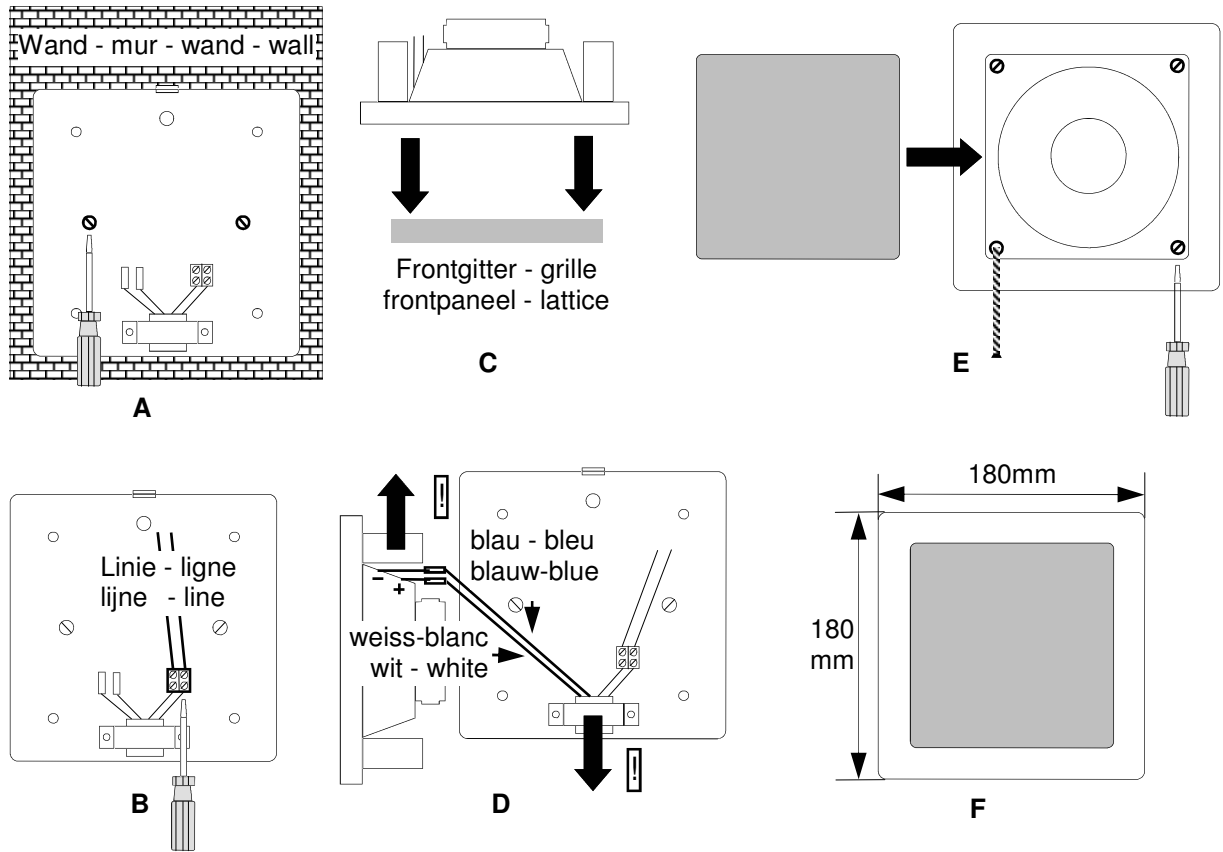 Wand - mur - wand - wall
A
Frontgitter - grille
frontpaneel - lattice
C
E
Linie - ligne
lijne - line
B
!
blau - bleu
blauw-blue
-
+
weiss-blanc
wit - white
!
D
180mm
180
mm
F